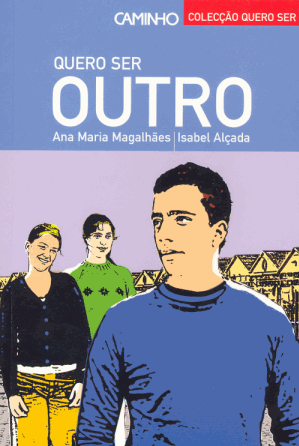 CAMINHO
COLECÇÃO QUERO SER
QUERO SER
OUTRO
Ana Maria Magalhães | Isabel Alçada